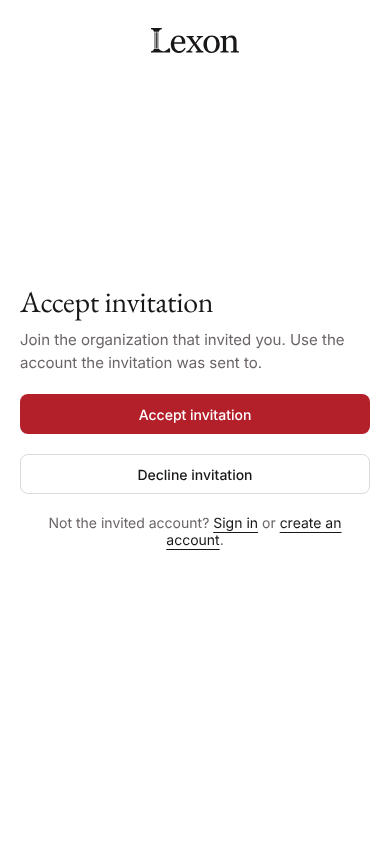 Lexon
Accept invitation
Join the organization that invited you. Use the
account the invitation was sent to.
Accept invitation
Decline invitation
Not the invited account? Sign in or create an
account.